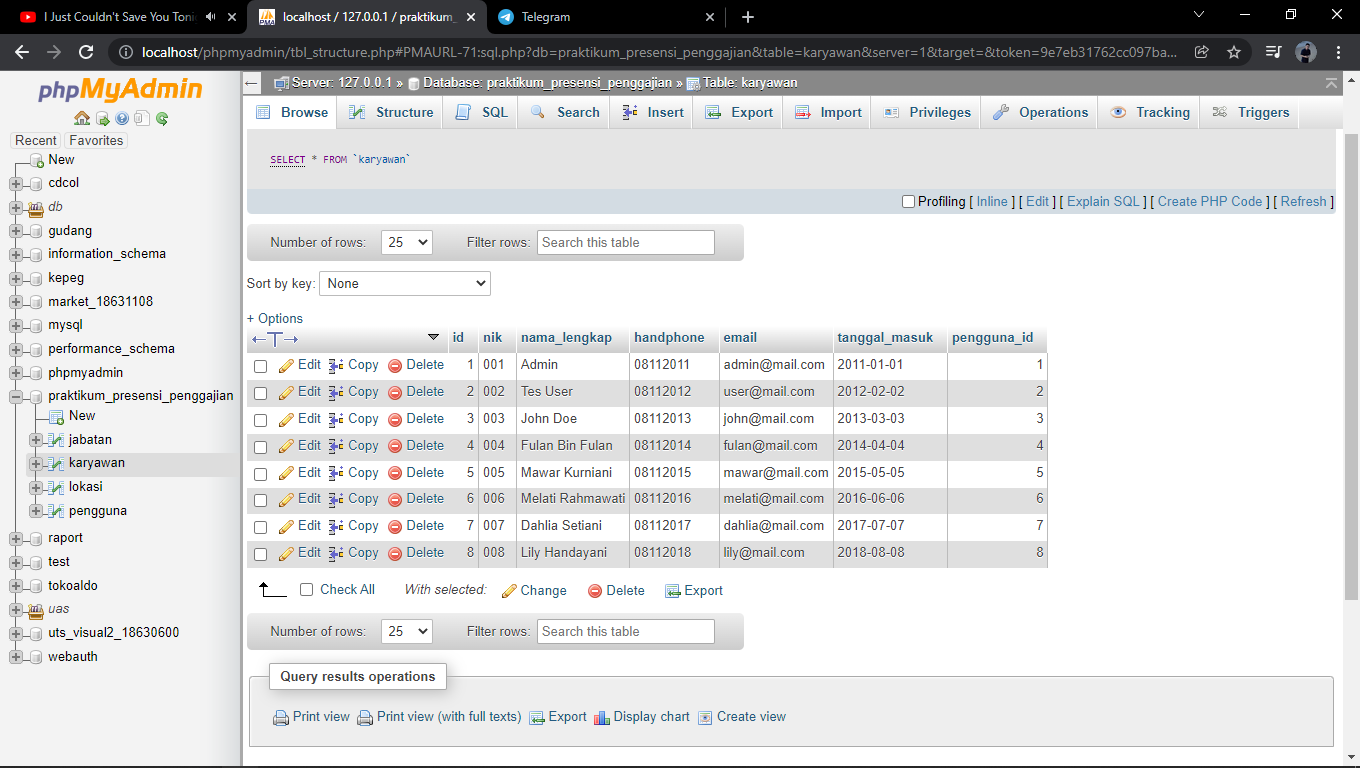 I Just Couldn't Save You Toni
localhost / 127.0.0.1 / praktikum_
Telegram
localhost/phpmyadmin/tbl_structure.php#PMAURL-71:sql.php?db=praktikum_presensi_penggajian&table=karyawan&server=1&target=&token=9e7eb31762cc097ba...
phpMyAdmin
Recent Favorites
New
cdcol
db
gudang
information_schema
kepeg
market_18631108
mysql
performance_schema
phpmyadmin
praktikum_presensi_penggajian
New
jabatan
karyawan
lokasi
pengguna
raport
test
tokoaldo
uas
uts_visual2_18630600
webauth
Server: 127.0.0.1 » Database: praktikum_presensi_penggajian » Table: karyawan
Browse Structure SQL Search Insert Export Import Privileges Operations Tracking Triggers
SELECT * FROM `karyawan`
Profiling [ Inline ] [ Edit ] [ Explain SQL ] [ Create PHP Code ] [ Refresh ]
Number of rows: 25 Filter rows: Search this table
Sort by key: None
+ Options
←T→ id nik nama_lengkap handphone email tanggal_masuk pengguna_id
Edit Copy Delete 1 001 Admin 08112011 admin@mail.com 2011-01-01 1
Edit Copy Delete 2 002 Tes User 08112012 user@mail.com 2012-02-02 2
Edit Copy Delete 3 003 John Doe 08112013 john@mail.com 2013-03-03 3
Edit Copy Delete 4 004 Fulan Bin Fulan 08112014 fulan@mail.com 2014-04-04 4
Edit Copy Delete 5 005 Mawar Kurniani 08112015 mawar@mail.com 2015-05-05 5
Edit Copy Delete 6 006 Melati Rahmawati 08112016 melati@mail.com 2016-06-06 6
Edit Copy Delete 7 007 Dahlia Setiani 08112017 dahlia@mail.com 2017-07-07 7
Edit Copy Delete 8 008 Lily Handayani 08112018 lily@mail.com 2018-08-08 8
Check All With selected: Change Delete Export
Number of rows: 25 Filter rows: Search this table
Query results operations
Print view Print view (with full texts) Export Display chart Create view